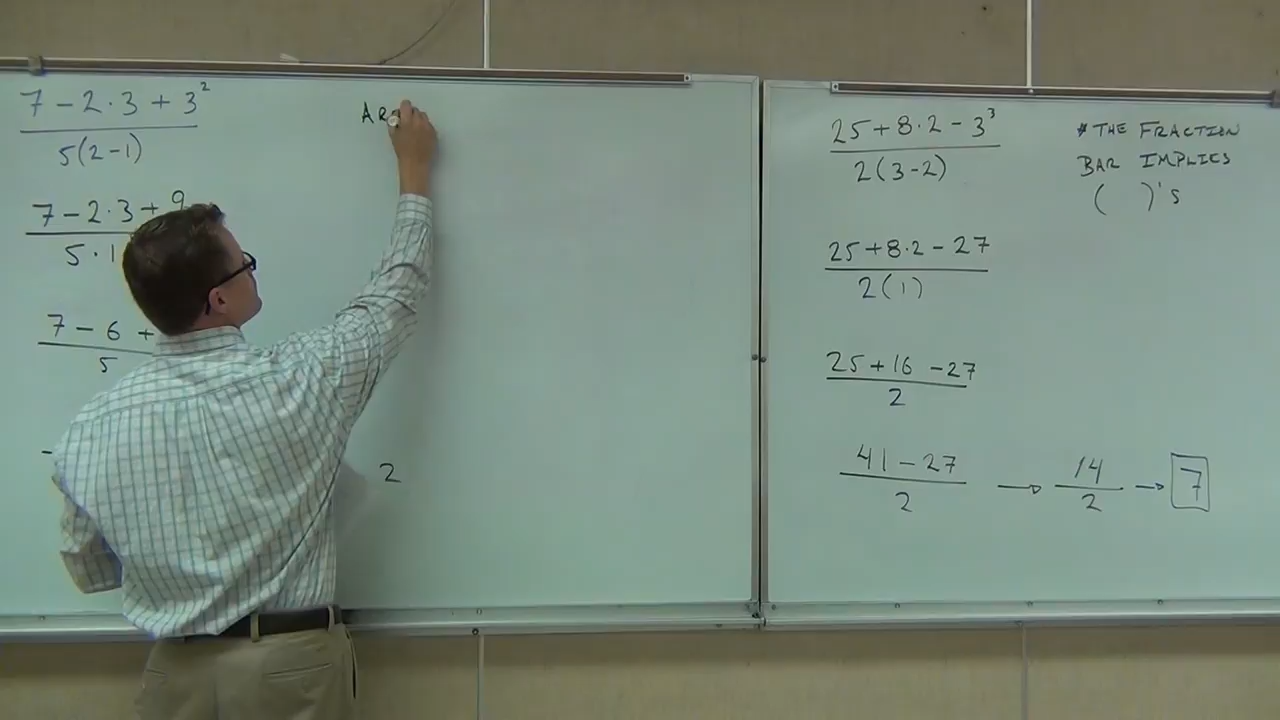 7 - 2 · 3 + 3²
5(2-1)
7 - 2 · 3 + 9
5 · 1
7 - 6 +
5
2
AR
25 + 8 · 2 - 3³
2(3-2)
25 + 8 · 2 - 27
2(1)
25 + 16 - 27
2
41 - 27
2
→ 14
2
→ 7
* THE FRACTION
BAR IMPLIES
( )'s